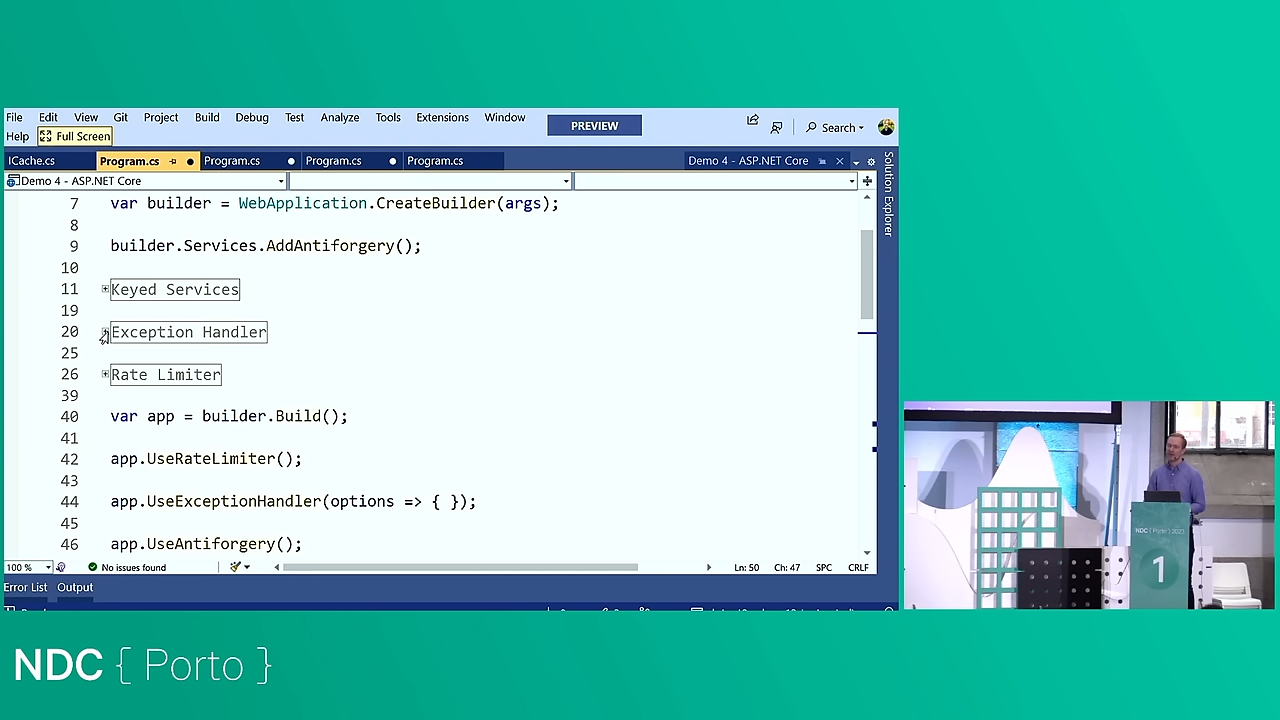 File Edit View Git Project Build Debug Test Analyze Tools Extensions Window
PREVIEW
Search
Help Full Screen
ICache.cs Program.cs Program.cs Program.cs Program.cs Demo 4 - ASP.NET Core
Solution Explorer
Demo 4 - ASP.NET Core
7 var builder = WebApplication.CreateBuilder(args);
8
9 builder.Services.AddAntiforgery();
10
11 Keyed Services
19
20 Exception Handler
25
26 Rate Limiter
39
40 var app = builder.Build();
41
42 app.UseRateLimiter();
43
44 app.UseExceptionHandler(options => { });
45
46 app.UseAntiforgery();
100 % No issues found Ln: 50 Ch: 47 SPC CRLF
Error List Output
NDC { Porto } 2023
1
NDC { Porto }